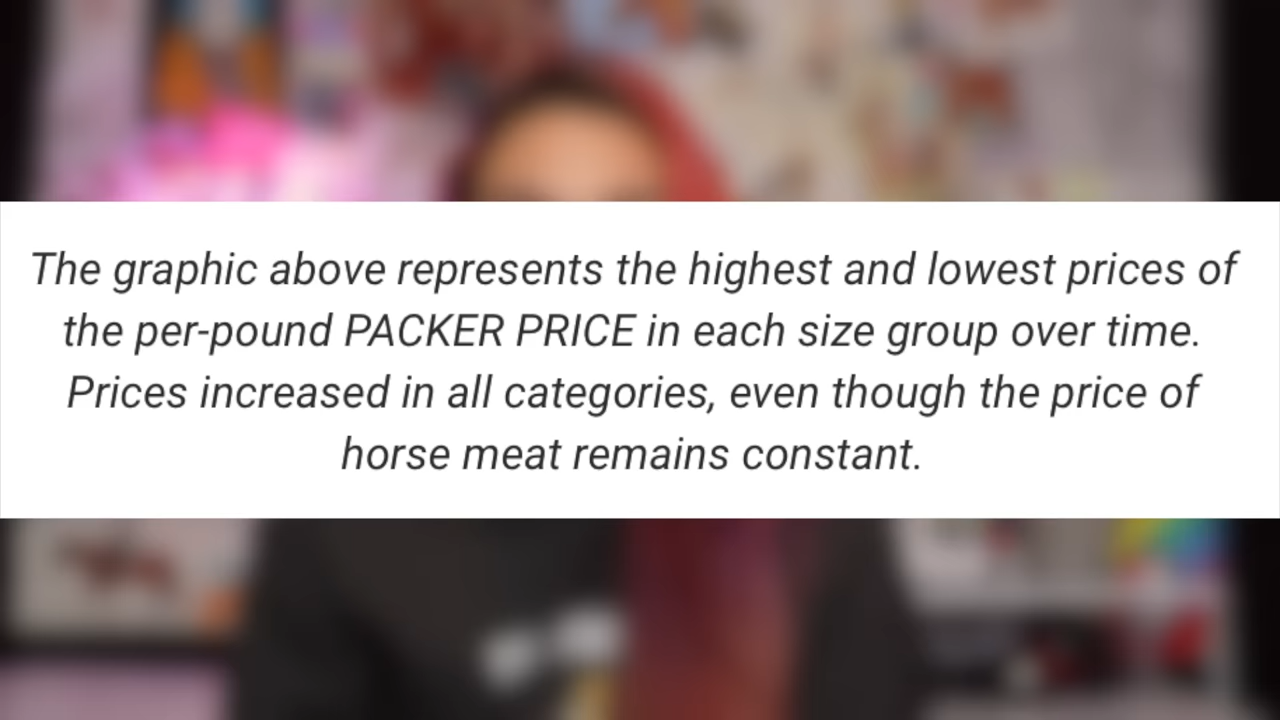 The graphic above represents the highest and lowest prices of
the per-pound PACKER PRICE in each size group over time.
Prices increased in all categories, even though the price of
horse meat remains constant.